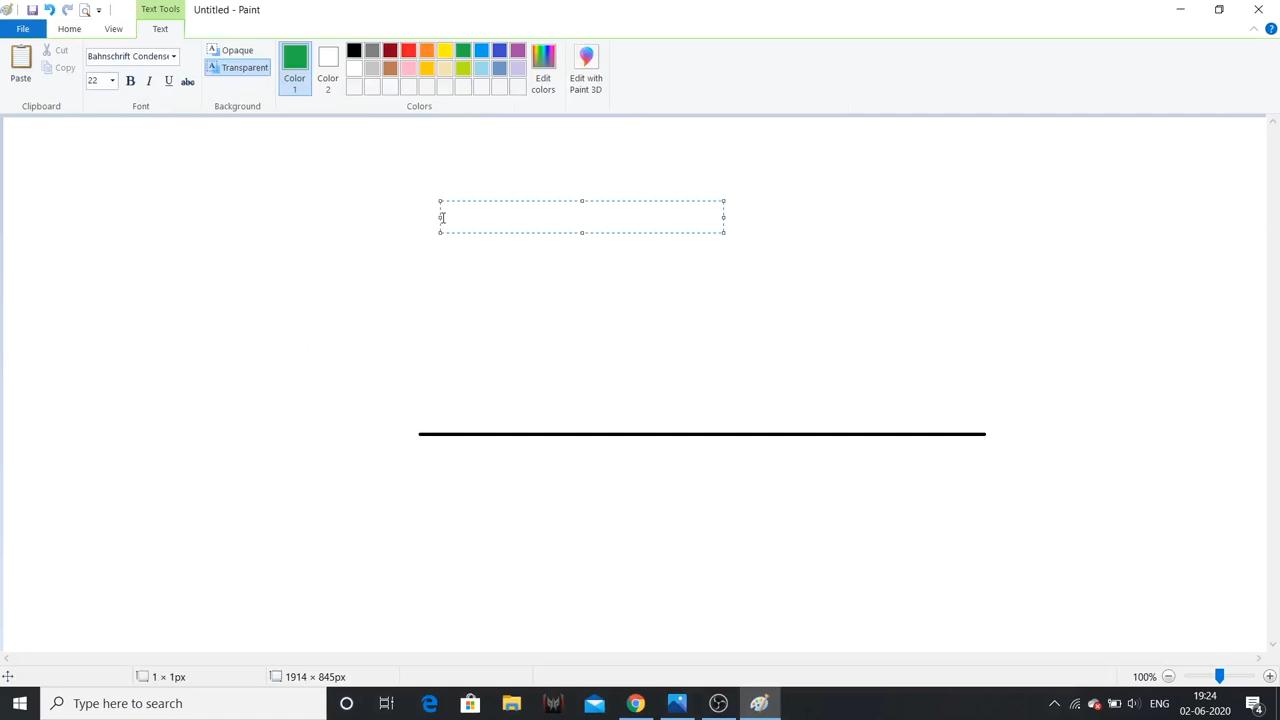 Text Tools
Untitled - Paint
File
Home
View
Text
Paste
Cut
Copy
Clipboard
Bahnschrift Condense
22
B I U abc
Font
Opaque
Transparent
Background
Color 1
Color 2
Colors
Edit colors
Edit with Paint 3D
1 × 1px
1914 × 845px
100%
Type here to search
ENG
19:24
02-06-2020
4